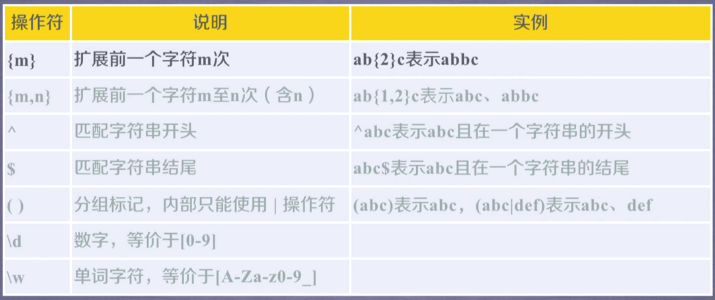 操作符 说明 实例
{m} 扩展前一个字符m次 ab{2}c表示abbc
{m,n} 扩展前一个字符m至n次（含n） ab{1,2}c表示abc、abbc
^ 匹配字符串开头 ^abc表示abc且在一个字符串的开头
$ 匹配字符串结尾 abc$表示abc且在一个字符串的结尾
( ) 分组标记，内部只能使用 | 操作符 (abc)表示abc，(abc|def)表示abc、def
\d 数字，等价于[0-9]
\w 单词字符，等价于[A-Za-z0-9_]